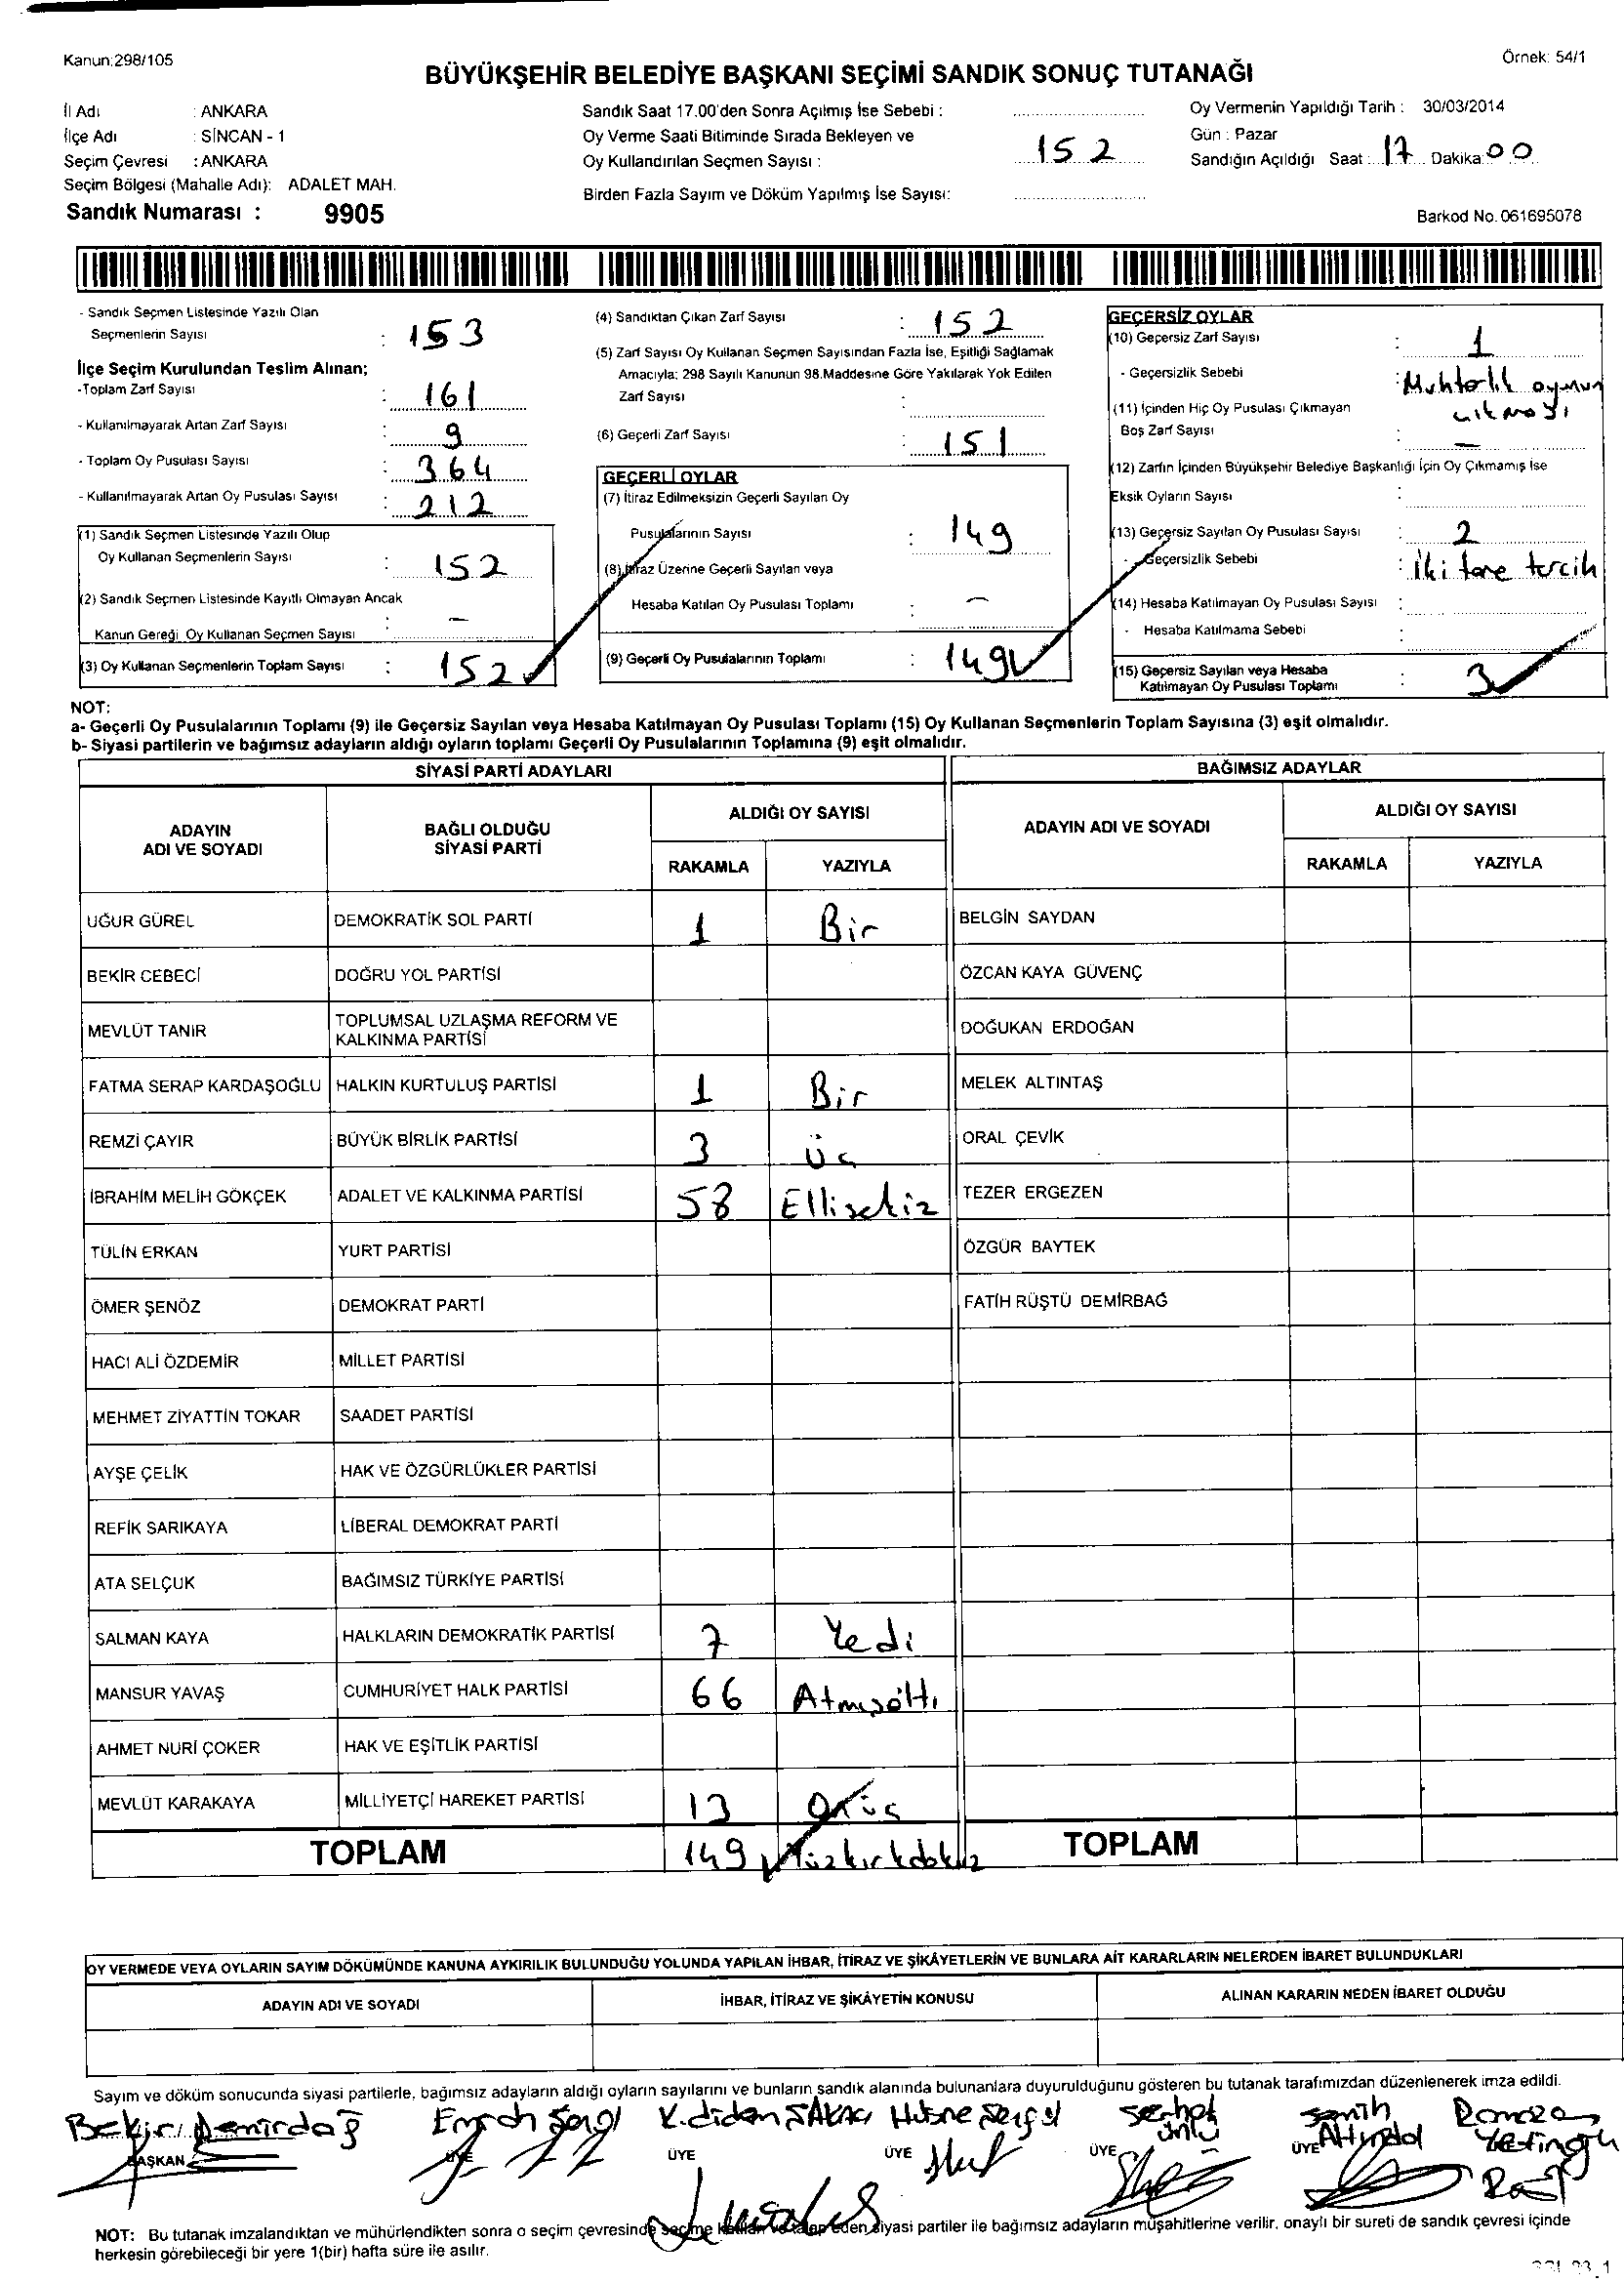 Kanun:298/105
Örnek: 54/1
BÜYÜKŞEHİR BELEDİYE BAŞKANI SEÇİMİ SANDIK SONUÇ TUTANAĞI
İl Adı : ANKARA
İlçe Adı : SİNCAN - 1
Seçim Çevresi : ANKARA
Seçim Bölgesi (Mahalle Adı): ADALET MAH.
Sandık Numarası : 9905
Sandık Saat 17.00'den Sonra Açılmış İse Sebebi :
Oy Verme Saati Bitiminde Sırada Bekleyen ve
Oy Kullandırılan Seçmen Sayısı : 152
Birden Fazla Sayım ve Döküm Yapılmış İse Sayısı:
Oy Vermenin Yapıldığı Tarih : 30/03/2014
Gün : Pazar
Sandığın Açıldığı Saat : 17 Dakika 00
Barkod No.061695078
- Sandık Seçmen Listesinde Yazılı Olan
Seçmenlerin Sayısı : 153
İlçe Seçim Kurulundan Teslim Alınan;
-Toplam Zarf Sayısı : 161
- Kullanılmayarak Artan Zarf Sayısı : 9
- Toplam Oy Pusulası Sayısı : 364
- Kullanılmayarak Artan Oy Pusulası Sayısı : 212
(1) Sandık Seçmen Listesinde Yazılı Olup
Oy Kullanan Seçmenlerin Sayısı : 152
(2) Sandık Seçmen Listesinde Kayıtlı Olmayan Ancak
Kanun Gereği Oy Kullanan Seçmen Sayısı : -
(3) Oy Kullanan Seçmenlerin Toplam Sayısı : 152
(4) Sandıktan Çıkan Zarf Sayısı : 152
(5) Zarf Sayısı Oy Kullanan Seçmen Sayısından Fazla İse, Eşitliği Sağlamak
Amacıyla: 298 Sayılı Kanunun 98.Maddesine Göre Yakılarak Yok Edilen
Zarf Sayısı :
(6) Geçerli Zarf Sayısı : 151
GEÇERLİ OYLAR
(7) İtiraz Edilmeksizin Geçerli Sayılan Oy
Pusulalarının Sayısı : 149
(8) İtiraz Üzerine Geçerli Sayılan veya
Hesaba Katılan Oy Pusulası Toplamı : -
(9) Geçerli Oy Pusulalarının Toplamı : 149
GEÇERSİZ OYLAR
(10) Geçersiz Zarf Sayısı : 1
- Geçersizlik Sebebi : Muhtarlık oyunun
çıkması
(11) İçinden Hiç Oy Pusulası Çıkmayan
Boş Zarf Sayısı : -
(12) Zarfın İçinden Büyükşehir Belediye Başkanlığı İçin Oy Çıkmamış İse
Eksik Oyların Sayısı :
(13) Geçersiz Sayılan Oy Pusulası Sayısı : 2
- Geçersizlik Sebebi : İki tane tercih
(14) Hesaba Katılmayan Oy Pusulası Sayısı :
- Hesaba Katılmama Sebebi :
(15) Geçersiz Sayılan veya Hesaba
Katılmayan Oy Pusulası Toplamı : 3
NOT:
a- Geçerli Oy Pusulalarının Toplamı (9) ile Geçersiz Sayılan veya Hesaba Katılmayan Oy Pusulası Toplamı (15) Oy Kullanan Seçmenlerin Toplam Sayısına (3) eşit olmalıdır.
b- Siyasi partilerin ve bağımsız adayların aldığı oyların toplamı Geçerli Oy Pusulalarının Toplamına (9) eşit olmalıdır.
SİYASİ PARTİ ADAYLARI BAĞIMSIZ ADAYLAR
ADAYIN ADI VE SOYADI
BAĞLI OLDUĞU SİYASİ PARTİ
ALDIĞI OY SAYISI
RAKAMLA YAZIYLA
ADAYIN ADI VE SOYADI
ALDIĞI OY SAYISI
RAKAMLA YAZIYLA
UĞUR GÜREL DEMOKRATİK SOL PARTİ 1 Bir BELGİN SAYDAN
BEKİR CEBECİ DOĞRU YOL PARTİSİ ÖZCAN KAYA GÜVENÇ
MEVLÜT TANIR TOPLUMSAL UZLAŞMA REFORM VE KALKINMA PARTİSİ DOĞUKAN ERDOĞAN
FATMA SERAP KARDAŞOĞLU HALKIN KURTULUŞ PARTİSİ 1 Bir MELEK ALTINTAŞ
REMZİ ÇAYIR BÜYÜK BİRLİK PARTİSİ 3 Üç ORAL ÇEVİK
İBRAHİM MELİH GÖKÇEK ADALET VE KALKINMA PARTİSİ 58 Ellisekiz TEZER ERGEZEN
TÜLİN ERKAN YURT PARTİSİ ÖZGÜR BAYTEK
ÖMER ŞENÖZ DEMOKRAT PARTİ FATİH RÜŞTÜ DEMİRBAĞ
HACI ALİ ÖZDEMİR MİLLET PARTİSİ
MEHMET ZİYATTİN TOKAR SAADET PARTİSİ
AYŞE ÇELİK HAK VE ÖZGÜRLÜKLER PARTİSİ
REFİK SARIKAYA LİBERAL DEMOKRAT PARTİ
ATA SELÇUK BAĞIMSIZ TÜRKİYE PARTİSİ
SALMAN KAYA HALKLARIN DEMOKRATİK PARTİSİ 7 Yedi
MANSUR YAVAŞ CUMHURİYET HALK PARTİSİ 66 Atmışaltı
AHMET NURİ ÇOKER HAK VE EŞİTLİK PARTİSİ
MEVLÜT KARAKAYA MİLLİYETÇİ HAREKET PARTİSİ 13 Onüç
TOPLAM 149 Yüzkırkdokuz TOPLAM
OY VERMEDE VEYA OYLARIN SAYIM DÖKÜMÜNDE KANUNA AYKIRILIK BULUNDUĞU YOLUNDA YAPILAN İHBAR, İTİRAZ VE ŞİKÂYETLERİN VE BUNLARA AİT KARARLARIN NELERDEN İBARET BULUNDUKLARI
ADAYIN ADI VE SOYADI İHBAR, İTİRAZ VE ŞİKÂYETİN KONUSU ALINAN KARARIN NEDEN İBARET OLDUĞU
Sayım ve döküm sonucunda siyasi partilerle, bağımsız adayların aldığı oyların sayılarını ve bunların sandık alanında bulunanlara duyurulduğunu gösteren bu tutanak tarafımızdan düzenlenerek imza edildi.
Bekir Demirdağ Serhat Ünlü Semih Ramazan
BAŞKAN ÜYE ÜYE ÜYE ÜYE ÜYE
NOT: Bu tutanak imzalandıktan ve mühürlendikten sonra o seçim çevresinde seçime katılan ve talep eden siyasi partiler ile bağımsız adayların müşahitlerine verilir. onaylı bir sureti de sandık çevresi içinde
herkesin görebileceği bir yere 1(bir) hafta süre ile asılır.